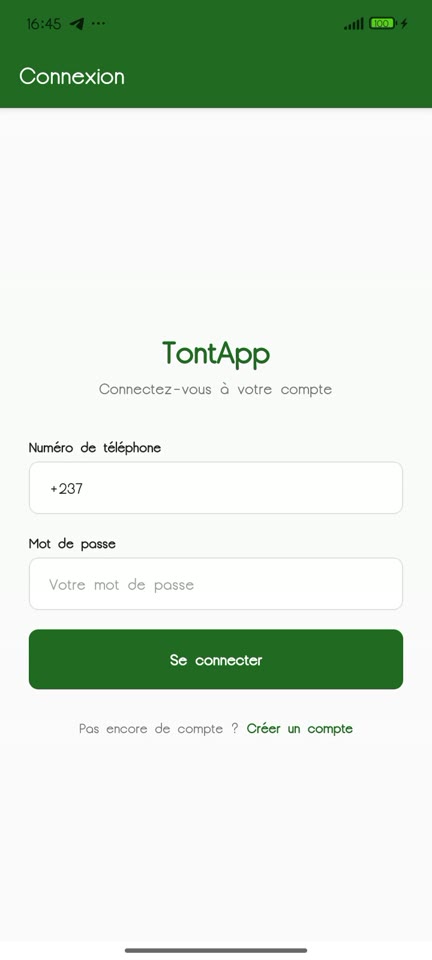 16:45 ...
100
Connexion
TontApp
Connectez-vous à votre compte
Numéro de téléphone
+237
Mot de passe
Votre mot de passe
Se connecter
Pas encore de compte ? Créer un compte